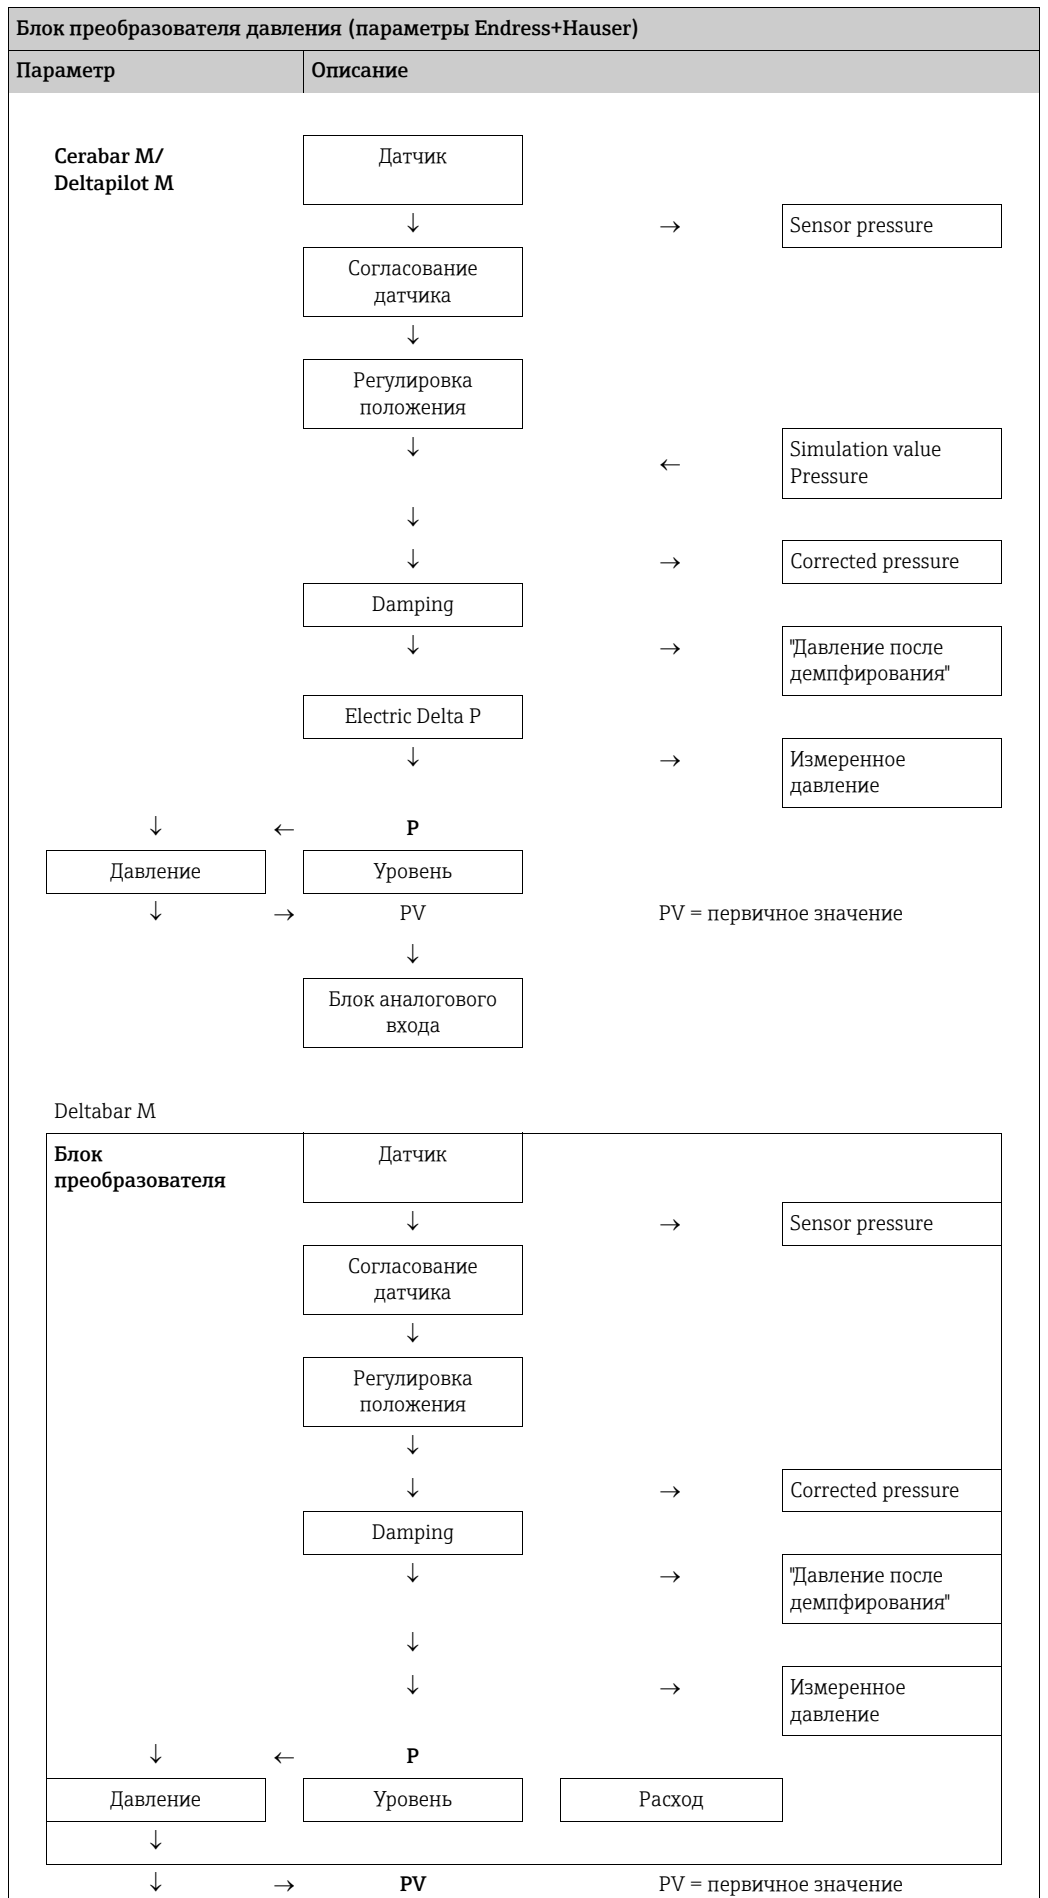 Блок преобразователя давления (параметры Endress+Hauser)
Параметр Описание
Cerabar M/ Датчик
Deltapilot M
↓ → Sensor pressure
Согласование
датчика
↓
Регулировка
положения
↓ ← Simulation value
Pressure
↓
↓ → Corrected pressure
Damping
↓ → "Давление после
демпфирования"
Electric Delta P
↓ → Измеренное
давление
↓ ← P
Давление Уровень
↓ → PV PV = первичное значение
↓
Блок аналогового
входа
Deltabar M
Блок Датчик
преобразователя
↓ → Sensor pressure
Согласование
датчика
↓
Регулировка
положения
↓
↓ → Corrected pressure
Damping
↓ → "Давление после
демпфирования"
↓
↓ → Измеренное
давление
↓ ← P
Давление Уровень Расход
↓
↓ → PV PV = первичное значение